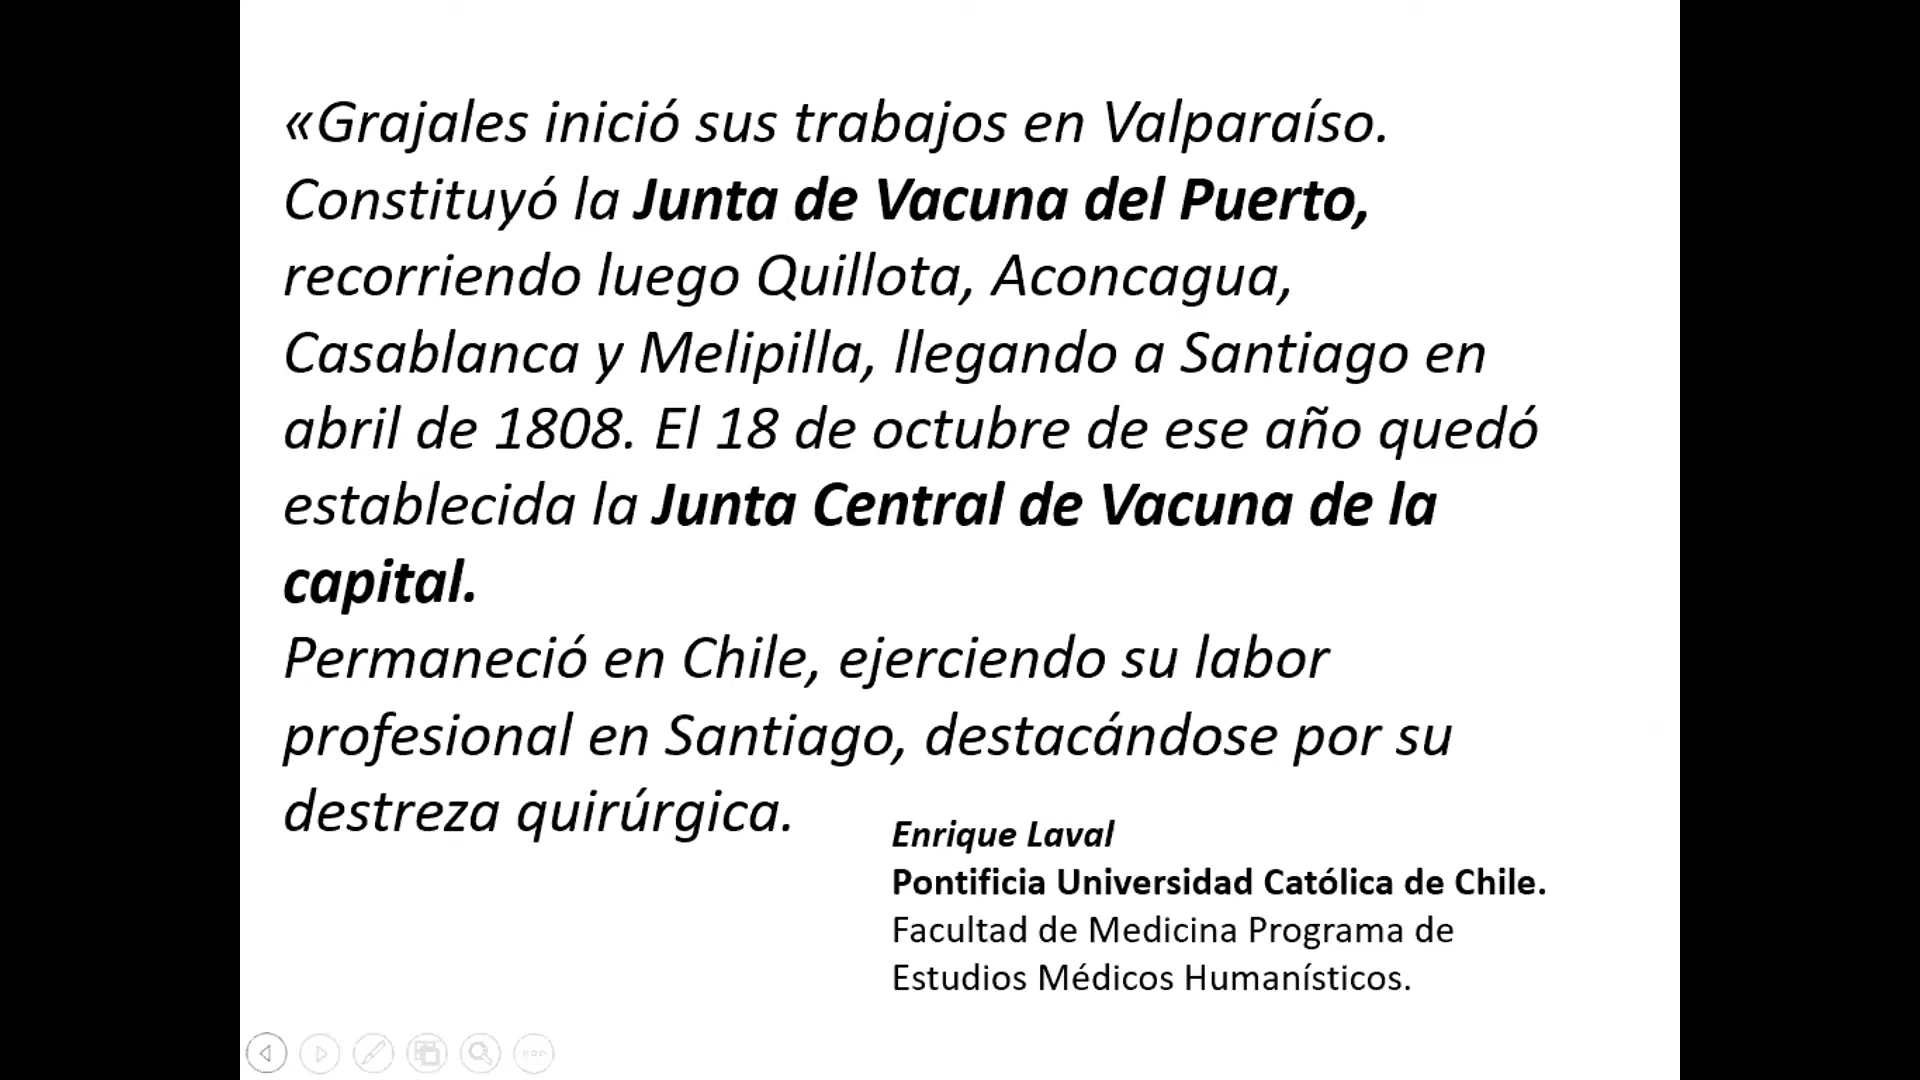 «Grajales inició sus trabajos en Valparaíso.
Constituyó la Junta de Vacuna del Puerto,
recorriendo luego Quillota, Aconcagua,
Casablanca y Melipilla, llegando a Santiago en
abril de 1808. El 18 de octubre de ese año quedó
establecida la Junta Central de Vacuna de la
capital.
Permaneció en Chile, ejerciendo su labor
profesional en Santiago, destacándose por su
destreza quirúrgica.
Enrique Laval
Pontificia Universidad Católica de Chile.
Facultad de Medicina Programa de
Estudios Médicos Humanísticos.